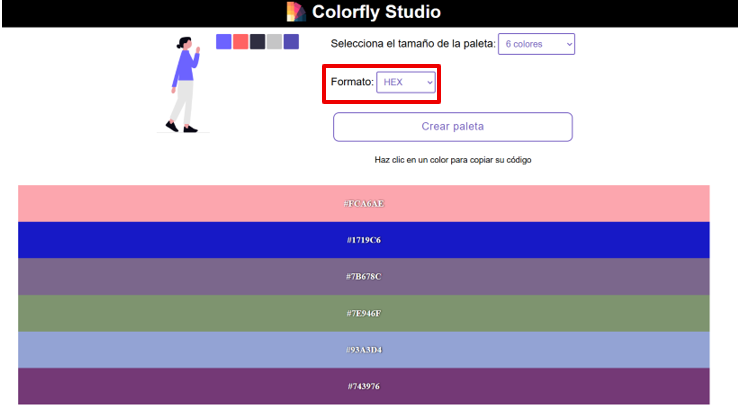 Colorfly Studio
Selecciona el tamaño de la paleta: 6 colores
Formato: HEX
Crear paleta
Haz clic en un color para copiar su código
#FCA6AE
#1719C6
#7B678C
#7E946F
#93A3D4
#743976